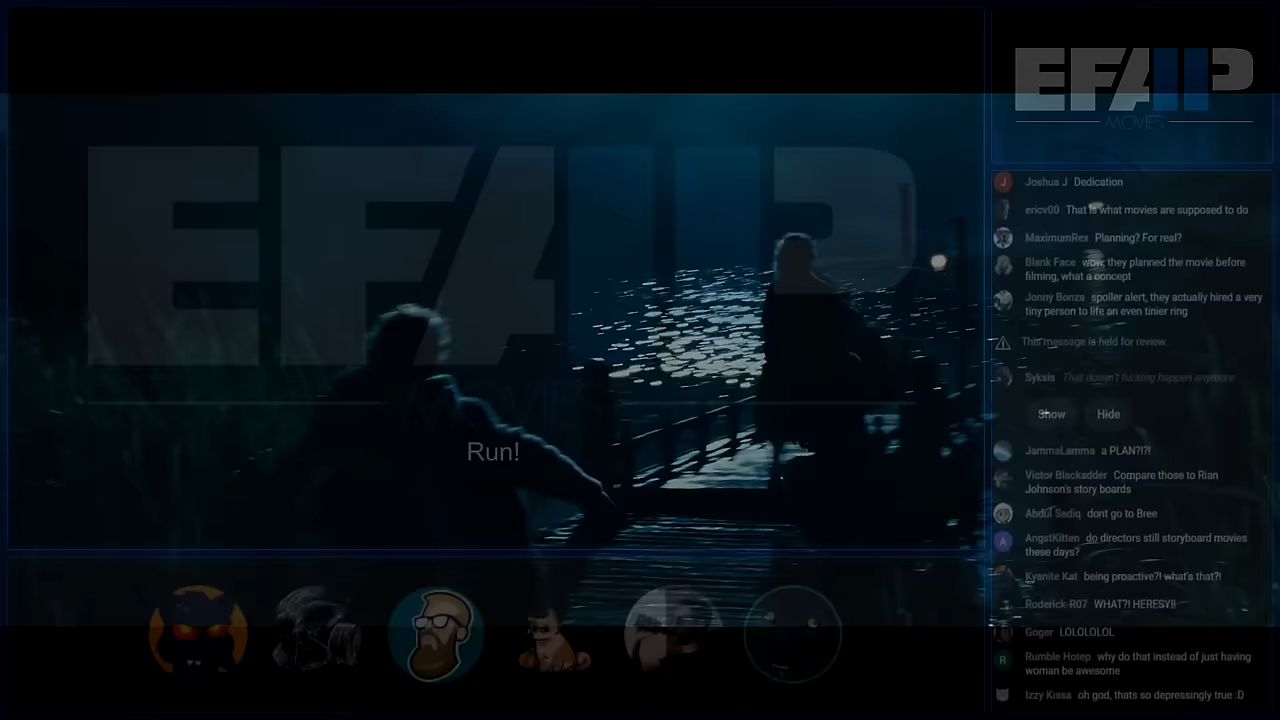 EFAP
MOVIES
EFAP
MOVIES
Run!
Joshua J Dedication
ericv00 That is what movies are supposed to do
MaximumRex Planning? For real?
Blank Face wow, they planned the movie before
filming, what a concept
Jonny Bonza spoiler alert, they actually hired a very
tiny person to life an even tinier ring
This message is held for review.
Syksis That doesn't fucking happen anymore
Show Hide
JammaLamma a PLAN?!?!
Victor Blackadder Compare those to Rian
Johnson's story boards
Abdul Sadiq dont go to Bree
A AngstKitten do directors still storyboard movies
these days?
Kyanite Kat being proactive?! what's that?!
Roderick-R07 WHAT?! HERESY!!
Goger LOLOLOLOL
R Rumble Hotep why do that instead of just having
woman be awesome
Izzy Kissa oh god, thats so depressingly true :D